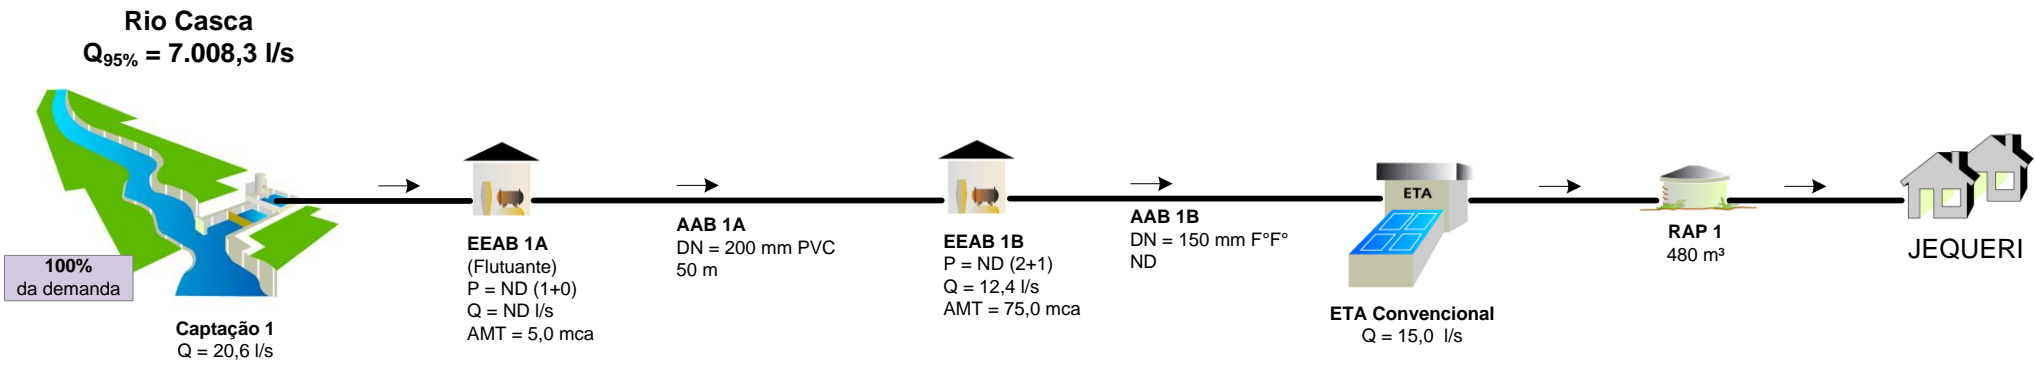 Rio Casca
Q95% = 7.008,3 l/s
100%
da demanda
Captação 1
Q = 20,6 l/s
EEAB 1A
(Flutuante)
P = ND (1+0)
Q = ND l/s
AMT = 5,0 mca
AAB 1A
DN = 200 mm PVC
50 m
EEAB 1B
P = ND (2+1)
Q = 12,4 l/s
AMT = 75,0 mca
AAB 1B
DN = 150 mm F°F°
ND
ETA
ETA Convencional
Q = 15,0 l/s
RAP 1
480 m³
JEQUERI